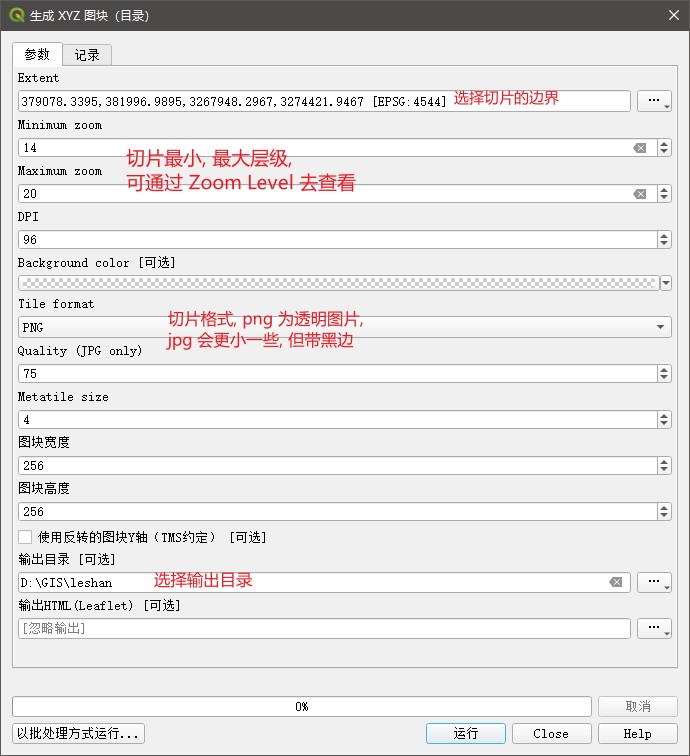 生成 XYZ 图块（目录）
参数 记录
Extent
379078.3395,381996.9895,3267948.2967,3274421.9467 [EPSG:4544] 选择切片的边界 ...
Minimum zoom
14
切片最小, 最大层级,
Maximum zoom
可通过 Zoom Level 去查看
20
DPI
96
Background color [可选]
Tile format
切片格式, png 为透明图片,
PNG
jpg 会更小一些, 但带黑边
Quality (JPG only)
75
Metatile size
4
图块宽度
256
图块高度
256
使用反转的图块Y轴（TMS约定） [可选]
输出目录 [可选]
D:\GIS\leshan 选择输出目录 ...
输出HTML(Leaflet) [可选]
[忽略输出] ...
0% 取消
以批处理方式运行... 运行 Close Help